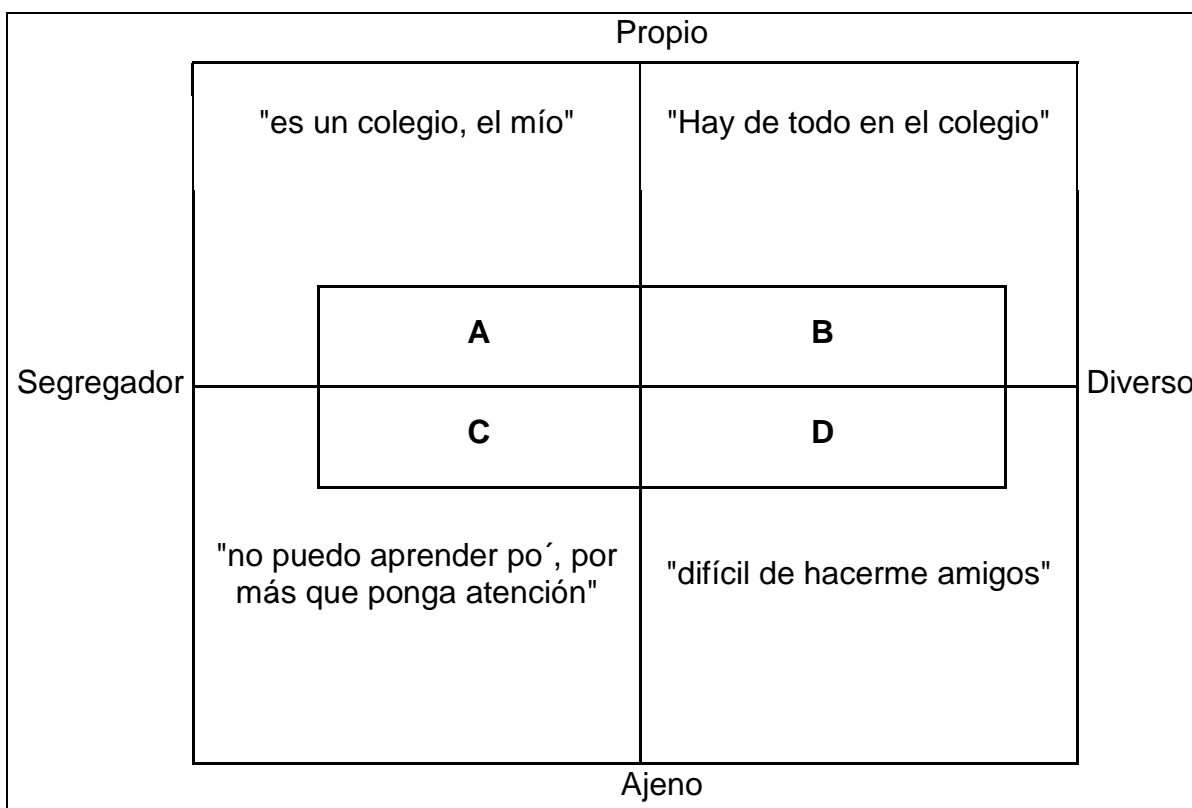 Propio
"es un colegio, el mío"
"Hay de todo en el colegio"
A
B
Segregador
Diverso
C
D
"no puedo aprender po´, por
más que ponga atención"
"difícil de hacerme amigos"
Ajeno